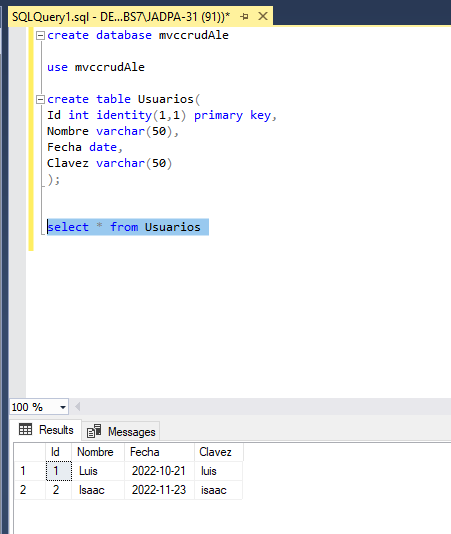 SQLQuery1.sql - DE...BS7\JADPA-31 (91))*
create database mvccrudAle
use mvccrudAle
create table Usuarios(
Id int identity(1,1) primary key,
Nombre varchar(50),
Fecha date,
Clavez varchar(50)
);
select * from Usuarios
100 %
Results Messages
Id Nombre Fecha Clavez
1 1 Luis 2022-10-21 luis
2 2 Isaac 2022-11-23 isaac